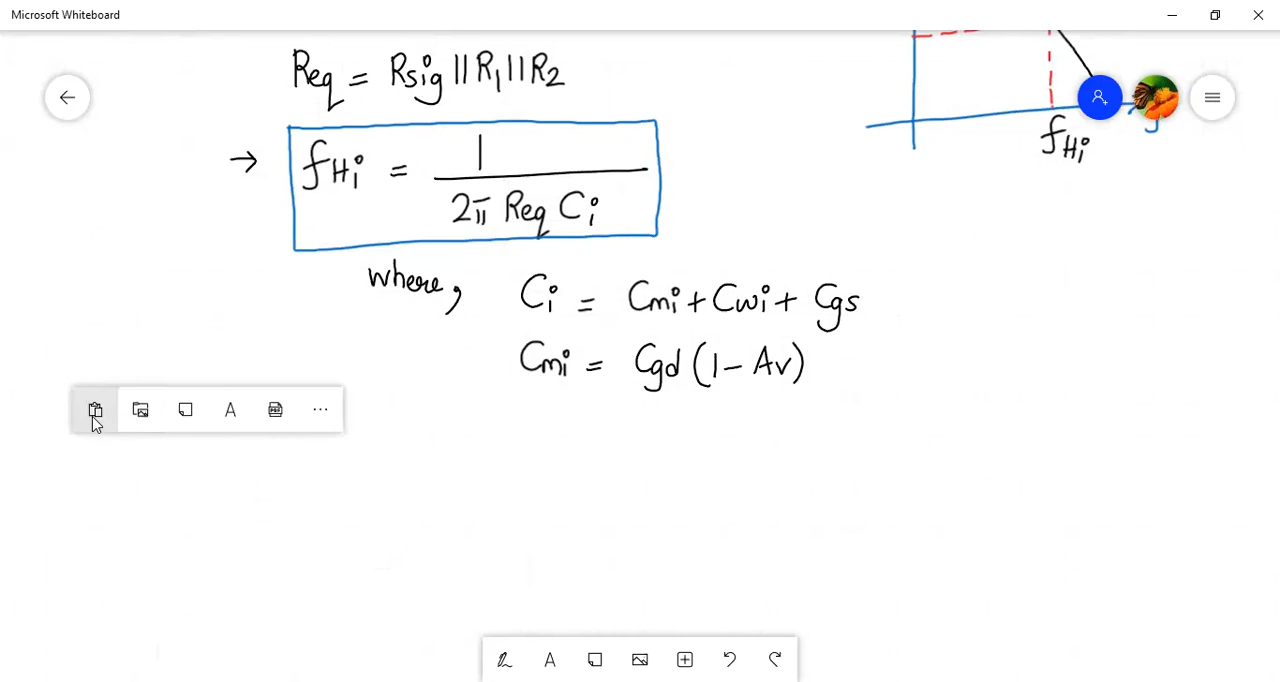 Microsoft Whiteboard
Req = Rsig || R1 || R2
→ fHi = 1 / 2π Req Ci
where, Ci = Cmi + Cwi + Cgs
Cmi = Cgd (1 - Av)
fHi
A
PDF
A